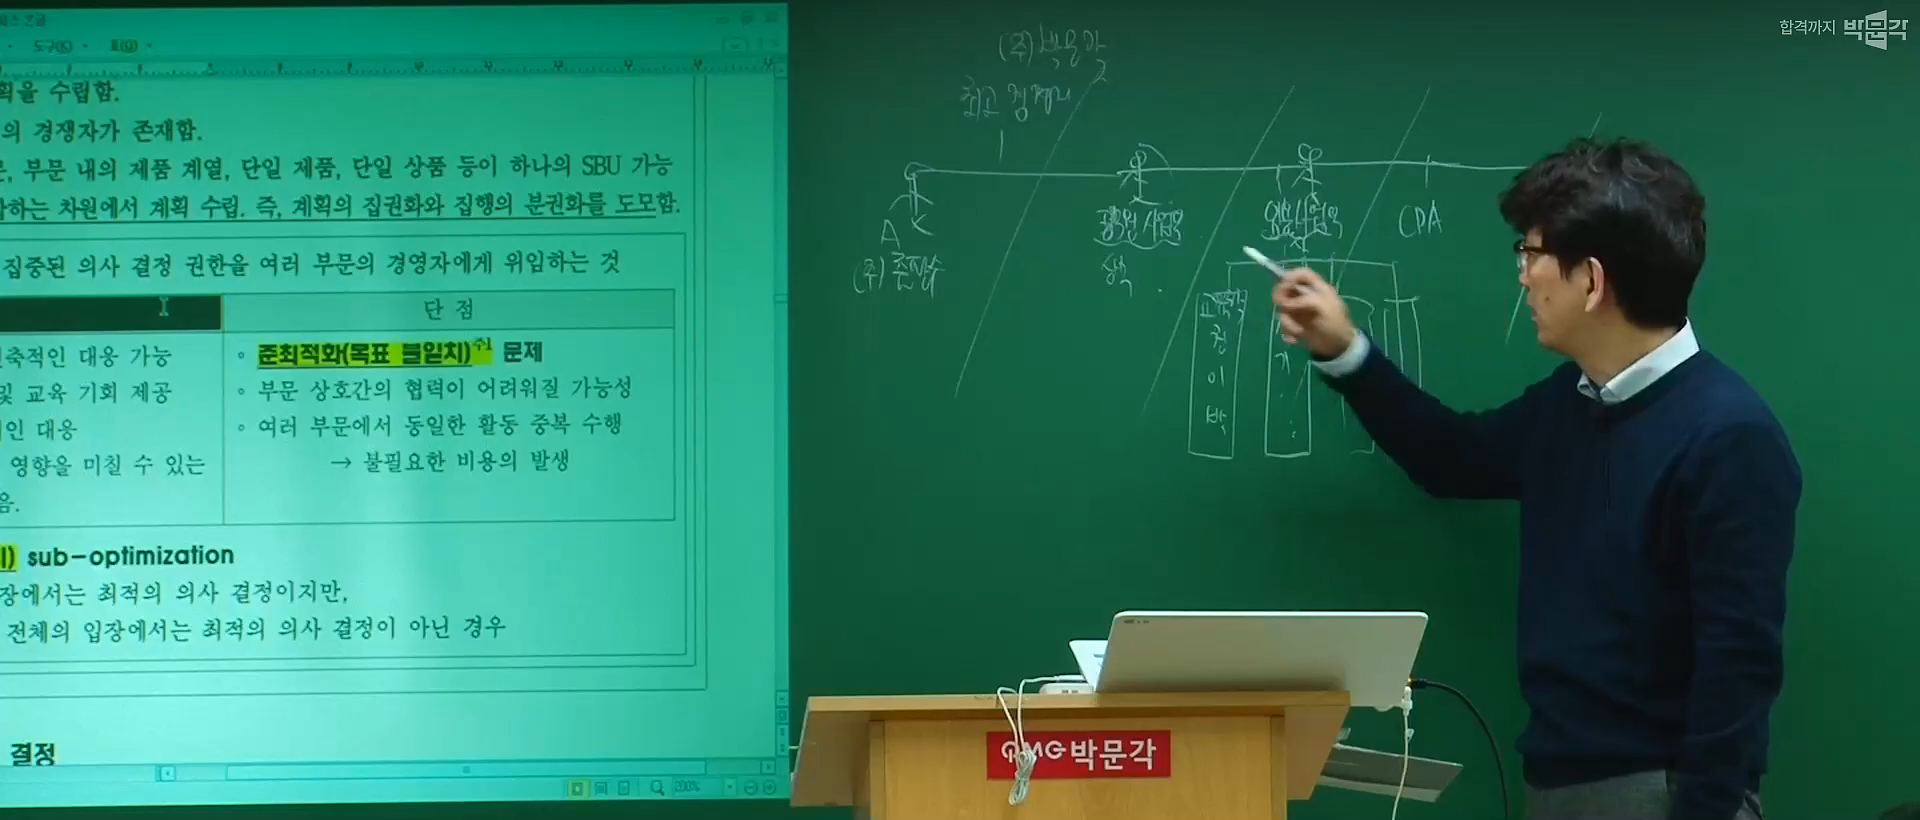 도구(K) 표(Q)
획을 수립함.
의 경쟁자가 존재함.
, 부문 내의 제품 계열, 단일 제품, 단일 상품 등이 하나의 SBU 가능
하는 차원에서 계획 수립. 즉, 계획의 집권화와 집행의 분권화를 도모함.
집중된 의사 결정 권한을 여러 부문의 경영자에게 위임하는 것
단 점
축적인 대응 가능
및 교육 기회 제공
인 대응
영향을 미칠 수 있는
음.
◦ 준최적화(목표 불일치)주1 문제
◦ 부문 상호간의 협력이 어려워질 가능성
◦ 여러 부문에서 동일한 활동 중복 수행
→ 불필요한 비용의 발생
) sub-optimization
장에서는 최적의 의사 결정이지만,
전체의 입장에서는 최적의 의사 결정이 아닌 경우
결정
200%
(주) 박문각
최고 경영자
A
(주)
CPA
이
박
합격까지 박문각
PMG 박문각